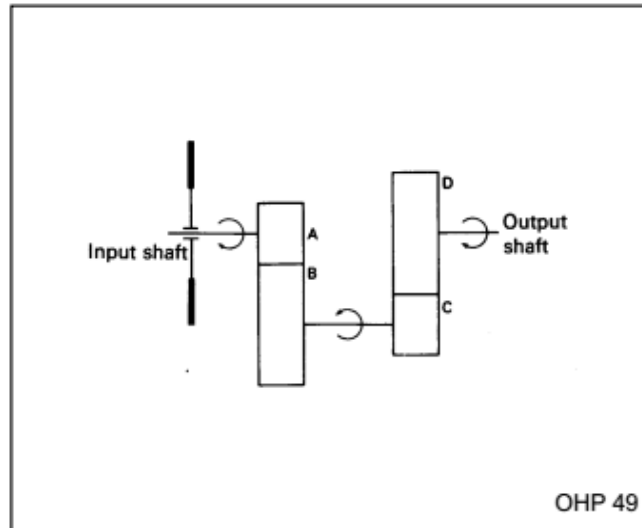 D
A
Output
shaft
Input shaft
B
C
OHP 49